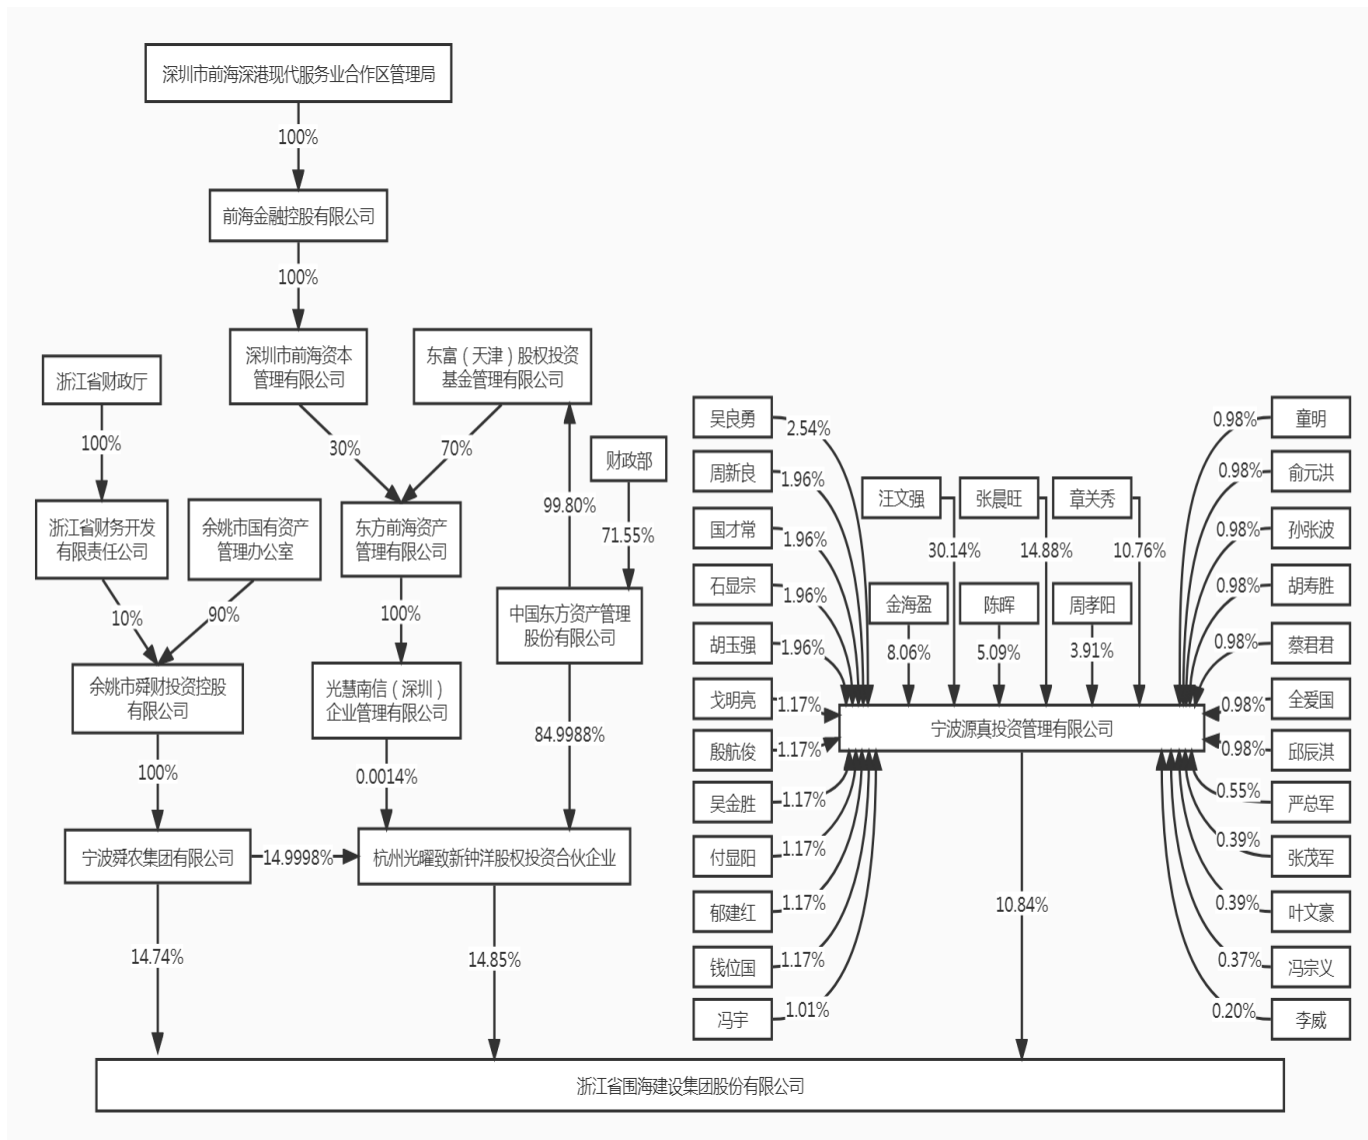 深圳市前海深港现代服务业合作区管理局
100%
前海金融控股有限公司
100%
深圳市前海资本
管理有限公司
东富（天津）股权投资
基金管理有限公司
浙江省财政厅
100%
30%
70%
财政部
99.80%
71.55%
浙江省财务开发
有限责任公司
余姚市国有资产
管理办公室
东方前海资产
管理有限公司
10%
90%
100%
中国东方资产管理
股份有限公司
余姚市舜财投资控股
有限公司
光慧南信（深圳）
企业管理有限公司
84.9988%
100%
0.0014%
宁波舜农集团有限公司
14.9998%
杭州光曜致新钟洋股权投资合伙企业
14.74%
14.85%
吴良勇
2.54%
周新良
1.96%
国才常
1.96%
石显宗
1.96%
胡玉强
1.96%
戈明亮
1.17%
殷航俊
1.17%
吴金胜
1.17%
付显阳
1.17%
郁建红
1.17%
钱位国
1.17%
冯宇
1.01%
汪文强
张晨旺
章关秀
30.14%
14.88%
10.76%
金海盈
陈晖
周孝阳
8.06%
5.09%
3.91%
宁波源真投资管理有限公司
10.84%
0.98%
童明
0.98%
俞元洪
0.98%
孙张波
0.98%
胡寿胜
0.98%
蔡君君
0.98%
全爱国
0.98%
邱辰淇
0.55%
严总军
0.39%
张茂军
0.39%
叶文豪
0.37%
冯宗义
0.20%
李威
浙江省围海建设集团股份有限公司